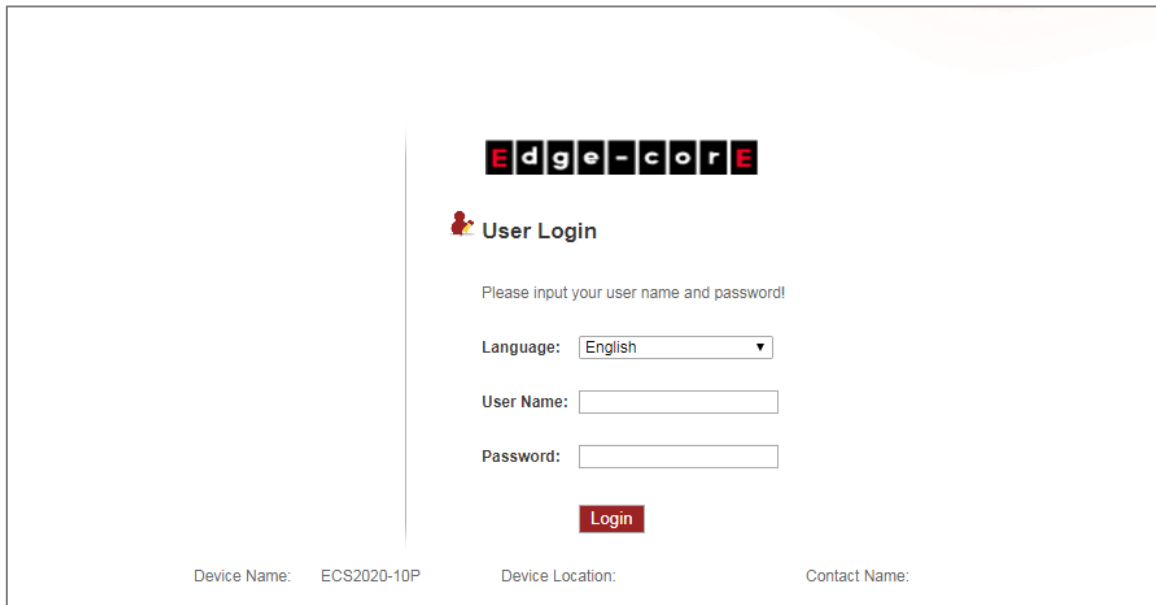 Edge-corE
User Login
Please input your user name and password!
Language: English
User Name:
Password:
Login
Device Name: ECS2020-10P Device Location: Contact Name: